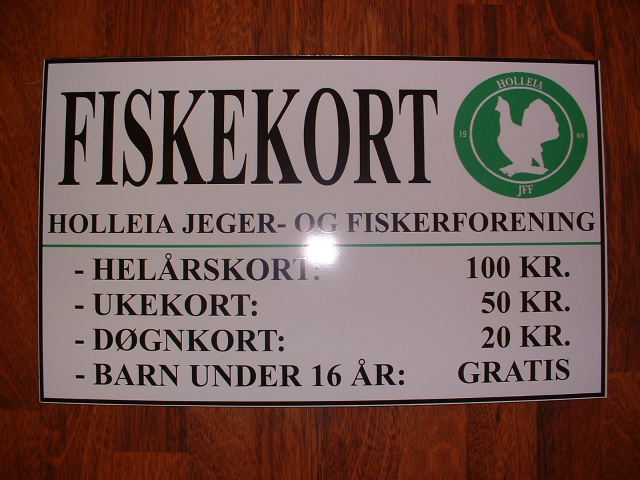 FISKEKORT
HOLLEIA
19 48
JFF
HOLLEIA JEGER- OG FISKERFORENING
- HELÅRSKORT: 100 KR.
- UKEKORT: 50 KR.
- DØGNKORT: 20 KR.
- BARN UNDER 16 ÅR: GRATIS